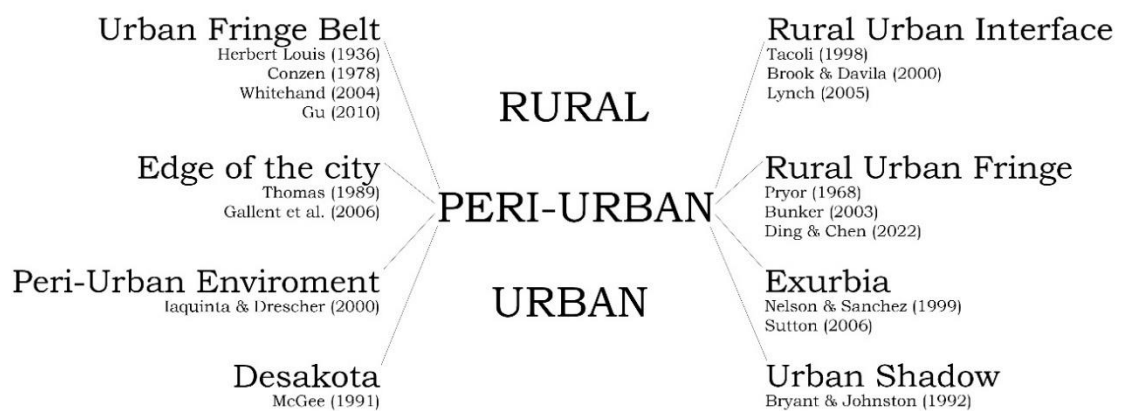 Urban Fringe Belt
Herbert Louis (1936)
Conzen (1978)
Whitehand (2004)
Gu (2010)
Edge of the city
Thomas (1989)
Gallent et al. (2006)
Peri-Urban Enviroment
Iaquinta & Drescher (2000)
Desakota
McGee (1991)
RURAL
PERI-URBAN
URBAN
Rural Urban Interface
Tacoli (1998)
Brook & Davila (2000)
Lynch (2005)
Rural Urban Fringe
Pryor (1968)
Bunker (2003)
Ding & Chen (2022)
Exurbia
Nelson & Sanchez (1999)
Sutton (2006)
Urban Shadow
Bryant & Johnston (1992)